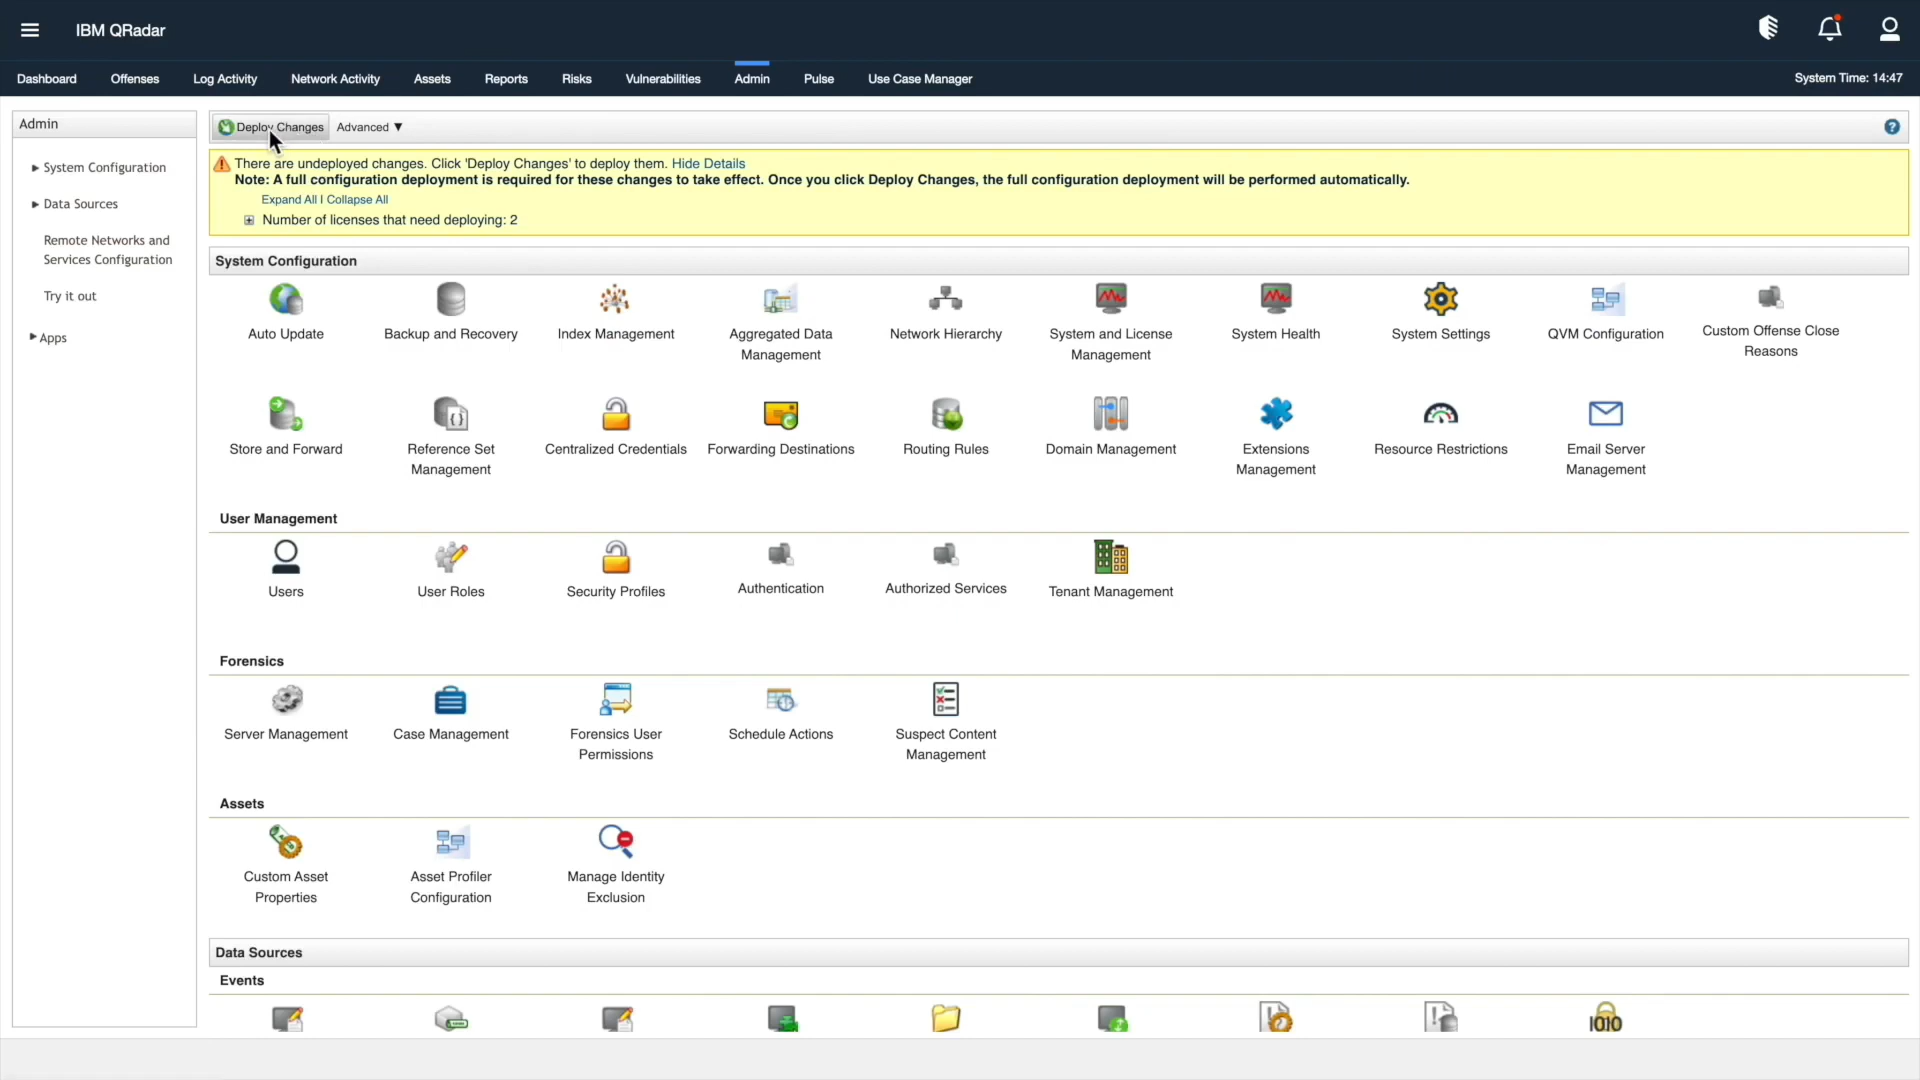 IBM QRadar
Dashboard Offenses Log Activity Network Activity Assets Reports Risks Vulnerabilities Admin Pulse Use Case Manager System Time: 14:47
Admin
System Configuration
Data Sources
Remote Networks and
Services Configuration
Try it out
Apps
Deploy Changes Advanced ▼
There are undeployed changes. Click 'Deploy Changes' to deploy them. Hide Details
Note: A full configuration deployment is required for these changes to take effect. Once you click Deploy Changes, the full configuration deployment will be performed automatically.
Expand All | Collapse All
Number of licenses that need deploying: 2
System Configuration
Auto Update
Backup and Recovery
Index Management
Aggregated Data
Management
Network Hierarchy
System and License
Management
System Health
System Settings
QVM Configuration
Custom Offense Close
Reasons
Store and Forward
Reference Set
Management
Centralized Credentials
Forwarding Destinations
Routing Rules
Domain Management
Extensions
Management
Resource Restrictions
Email Server
Management
User Management
Users
User Roles
Security Profiles
Authentication
Authorized Services
Tenant Management
Forensics
Server Management
Case Management
Forensics User
Permissions
Schedule Actions
Suspect Content
Management
Assets
Custom Asset
Properties
Asset Profiler
Configuration
Manage Identity
Exclusion
Data Sources
Events
1010